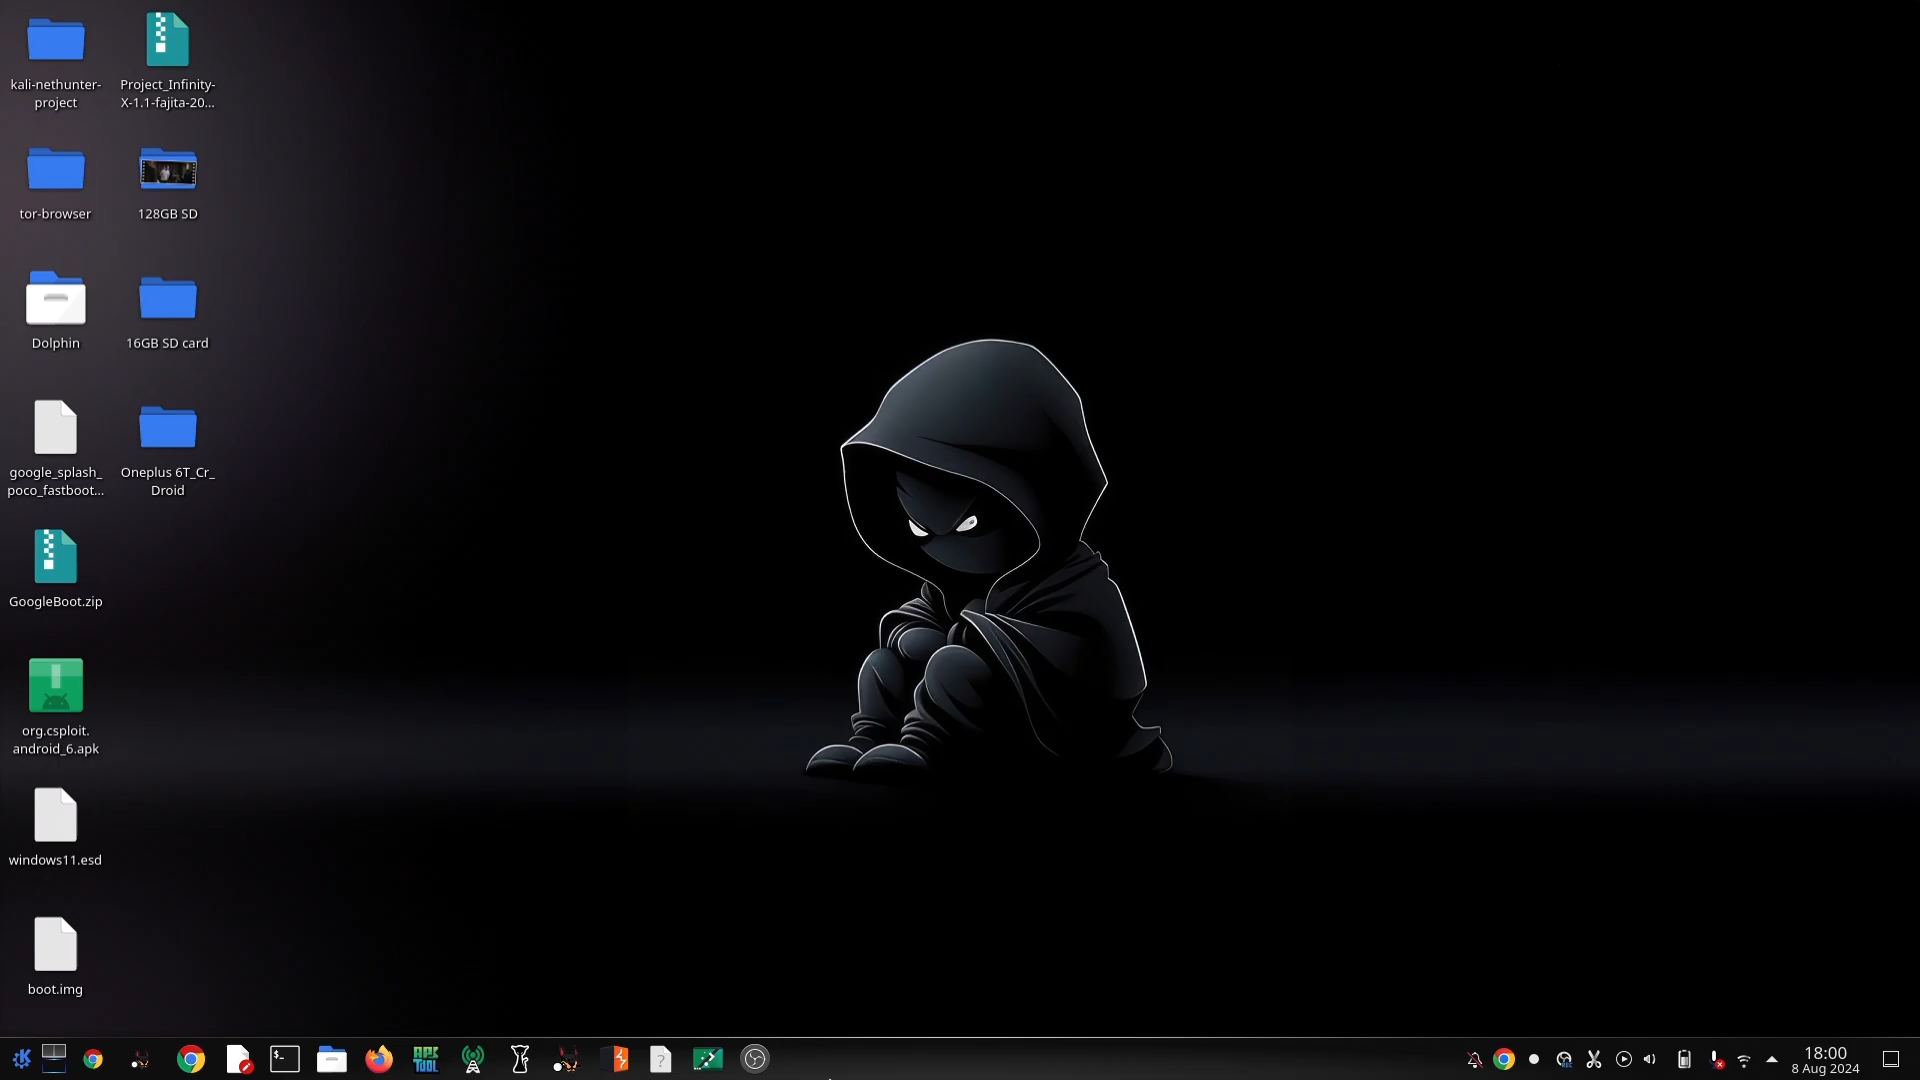 kali-nethunter-
project
Project_Infinity-
X-1.1-fajita-20...
tor-browser
128GB SD
Dolphin
16GB SD card
google_splash_
poco_fastboot...
Oneplus 6T_Cr_
Droid
GoogleBoot.zip
org.csploit.
android_6.apk
windows11.esd
boot.img
$-
APK
TOOL
?
18:00
8 Aug 2024